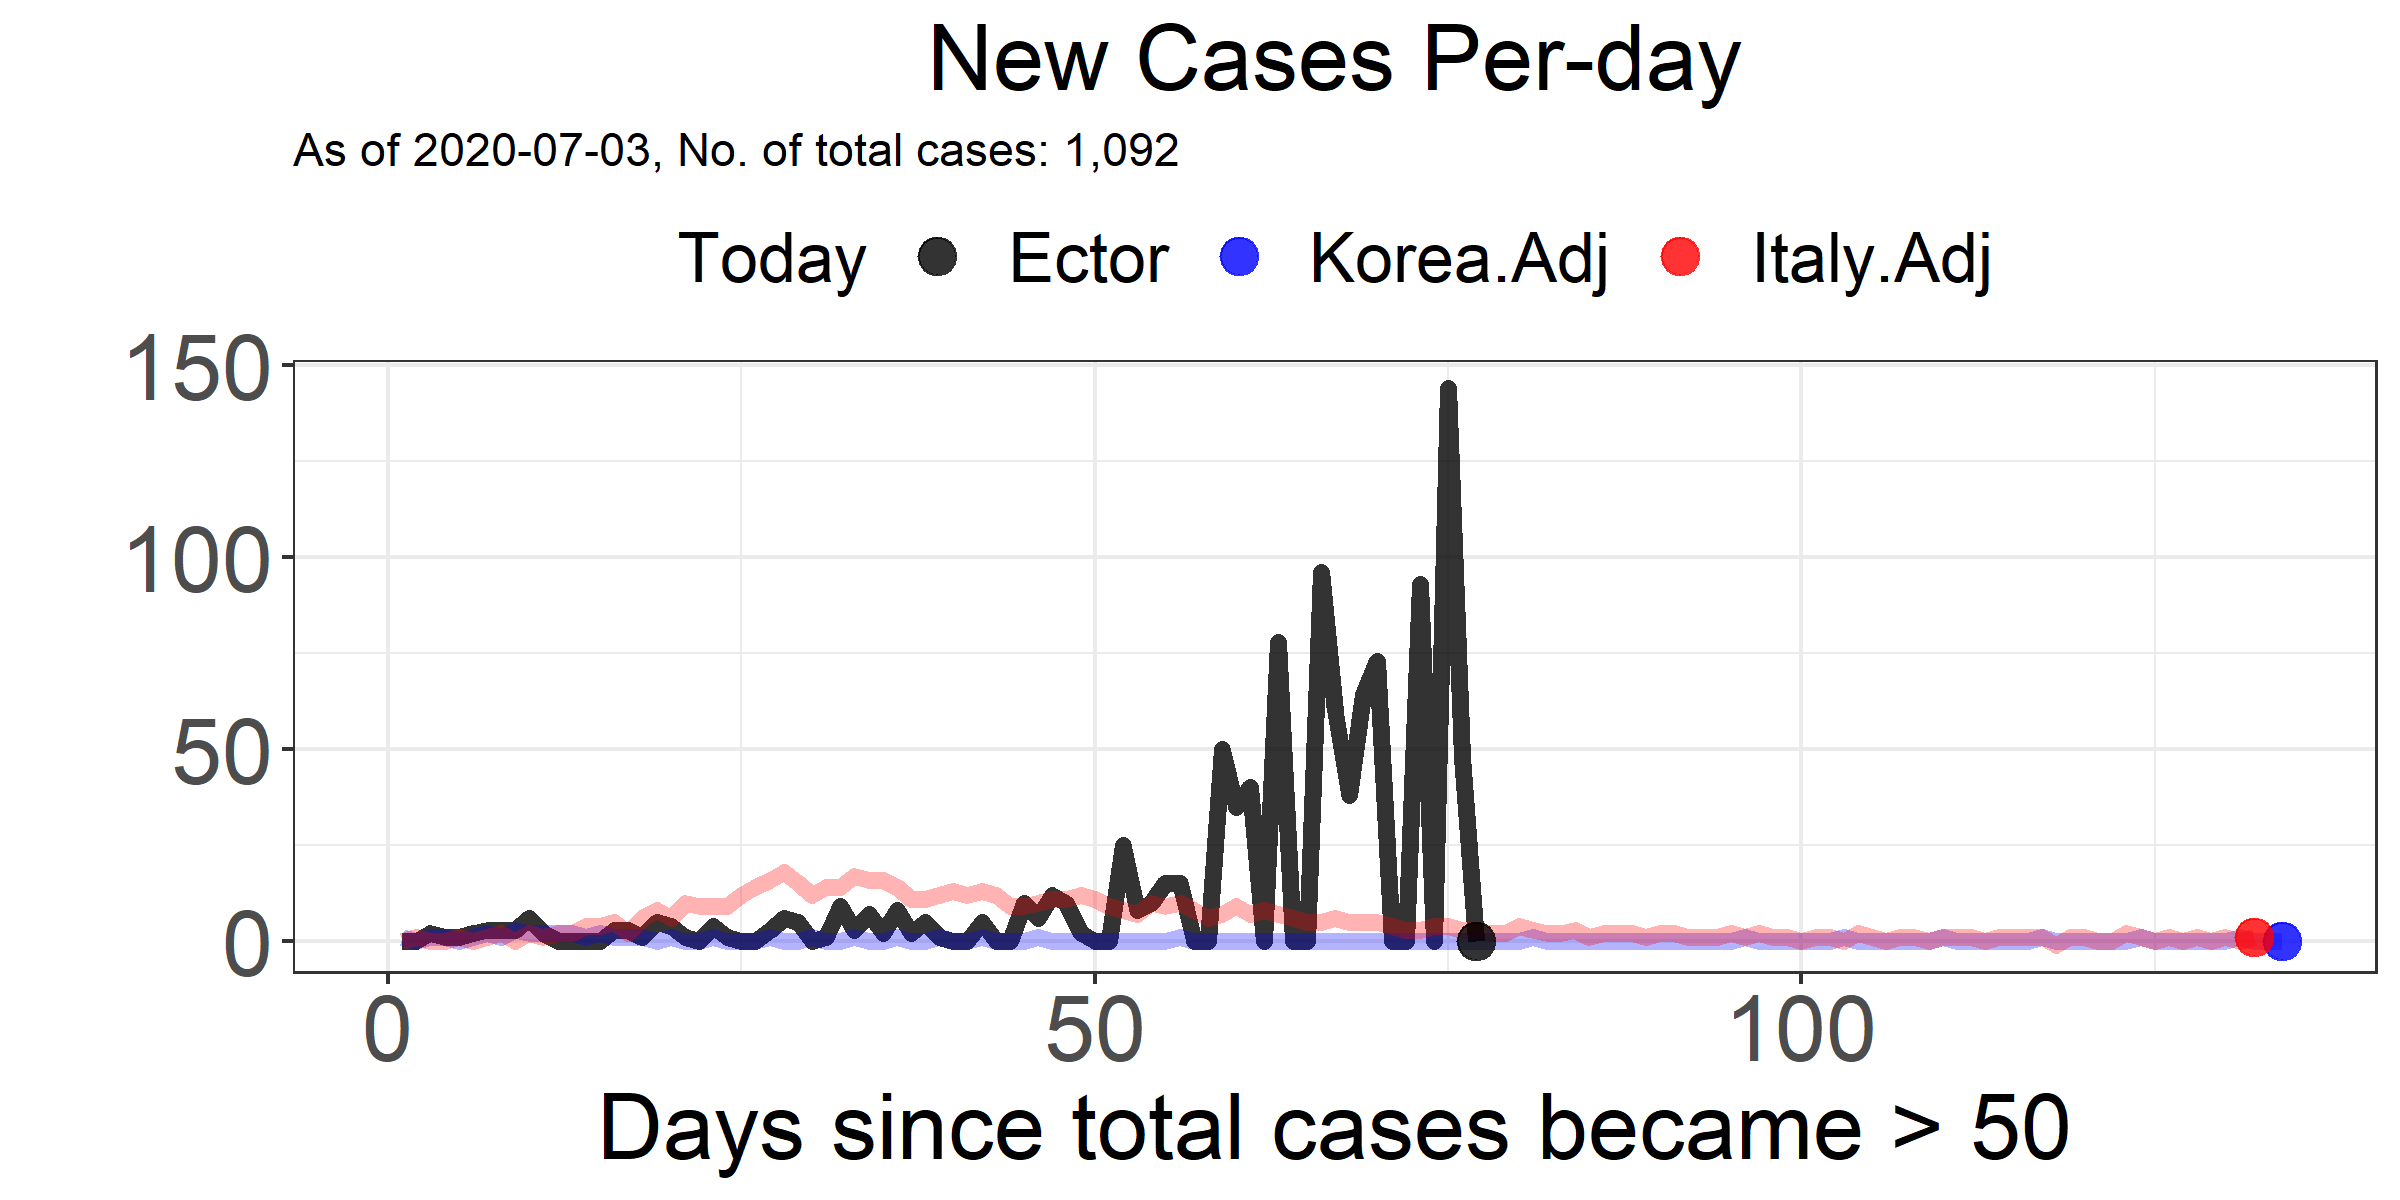 New Cases Per-day
As of 2020-07-03, No. of total cases: 1,092
Today Ector Korea.Adj Italy.Adj
150
100
50
0
0 50 100
Days since total cases became > 50